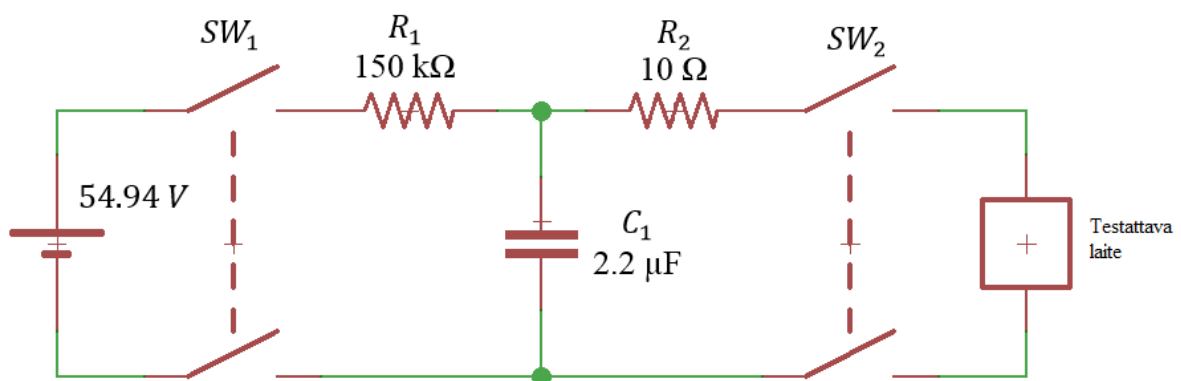 SW₁
R₁
150 kΩ
R₂
10 Ω
SW₂
54.94 V
C₁
2.2 μF
Testattava
laite